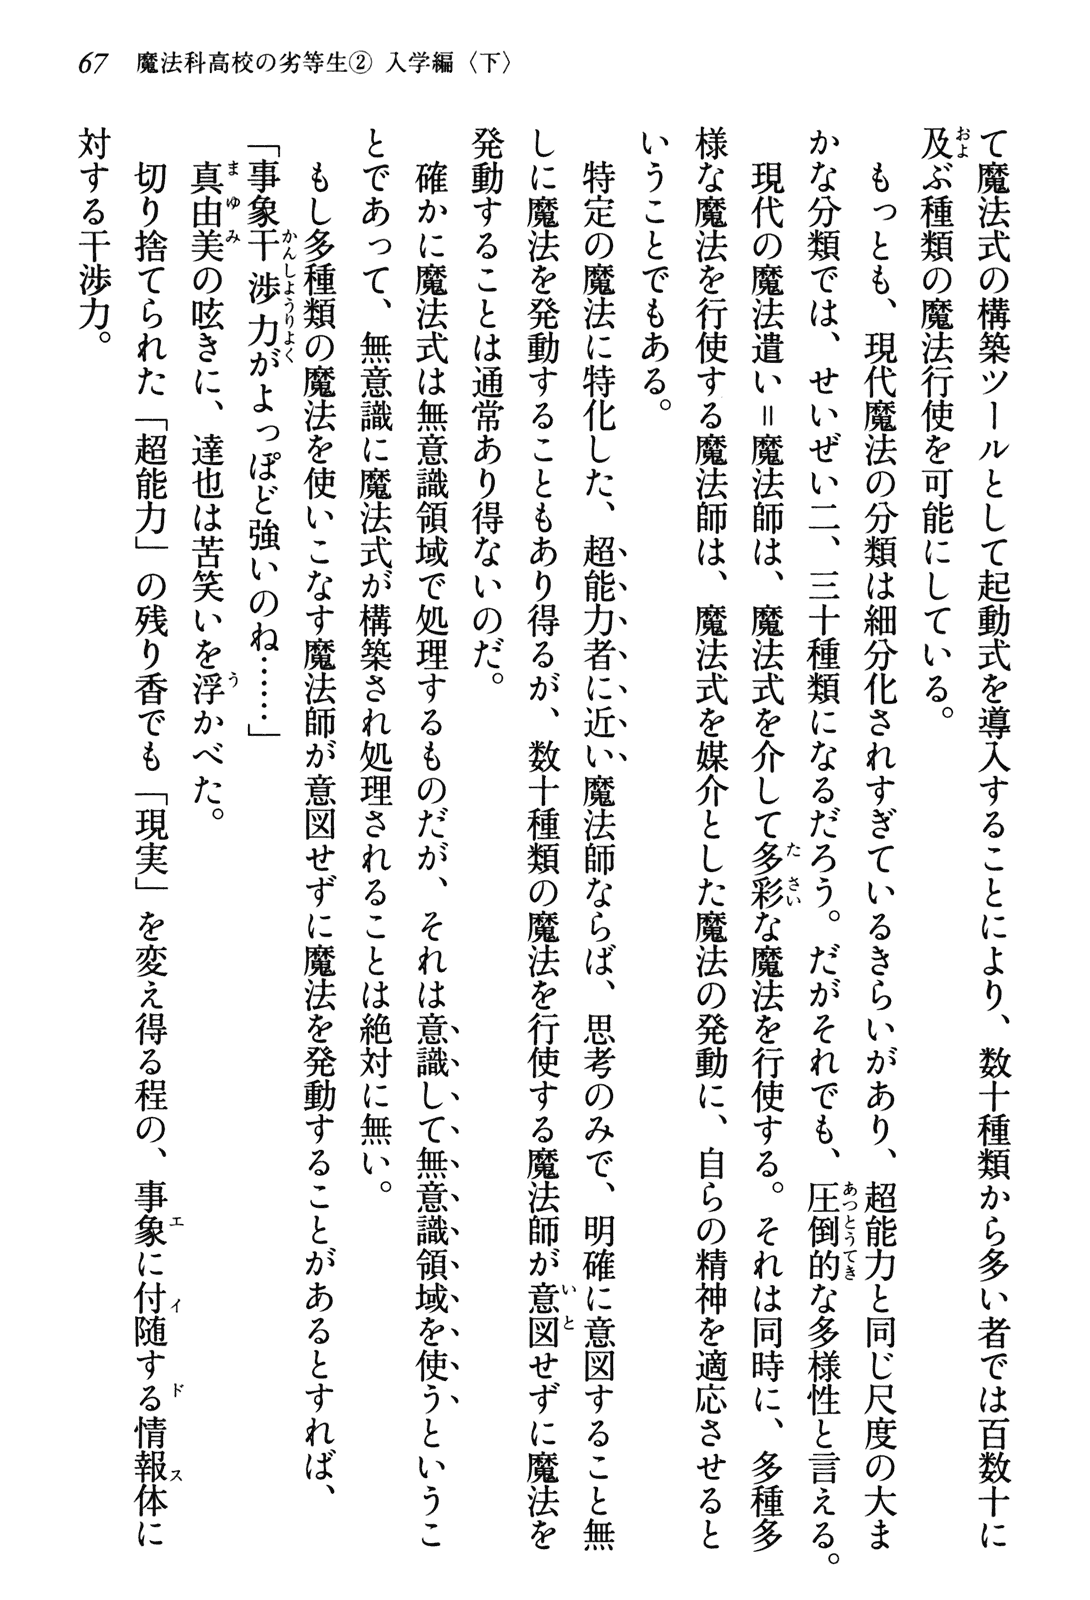 67 魔法科高校の劣等生② 入学編〈下〉
て魔法式の構築ツールとして起動式を導入することにより、数十種類から多い者では百数十に
及ぶ種類の魔法行使を可能にしている。
もっとも、現代魔法の分類は細分化されすぎているきらいがあり、超能力と同じ尺度の大ま
かな分類では、せいぜい二、三十種類になるだろう。だがそれでも、圧倒的な多様性と言える。
現代の魔法遣い＝魔法師は、魔法式を介して多彩な魔法を行使する。それは同時に、多種多
様な魔法を行使する魔法師は、魔法式を媒介とした魔法の発動に、自らの精神を適応させると
いうことでもある。
特定の魔法に特化した、超能力者に近い魔法師ならば、思考のみで、明確に意図すること無
しに魔法を発動することもあり得るが、数十種類の魔法を行使する魔法師が意図せずに魔法を
発動することは通常あり得ないのだ。
確かに魔法式は無意識領域で処理するものだが、それは意識して無意識領域を使うというこ
とであって、無意識に魔法式が構築され処理されることは絶対に無い。
もし多種類の魔法を使いこなす魔法師が意図せずに魔法を発動することがあるとすれば、
「事象干渉力がよっぽど強いのね……」
真由美の呟きに、達也は苦笑いを浮かべた。
切り捨てられた「超能力」の残り香でも「現実」を変え得る程の、事象に付随する情報体に
対する干渉力。